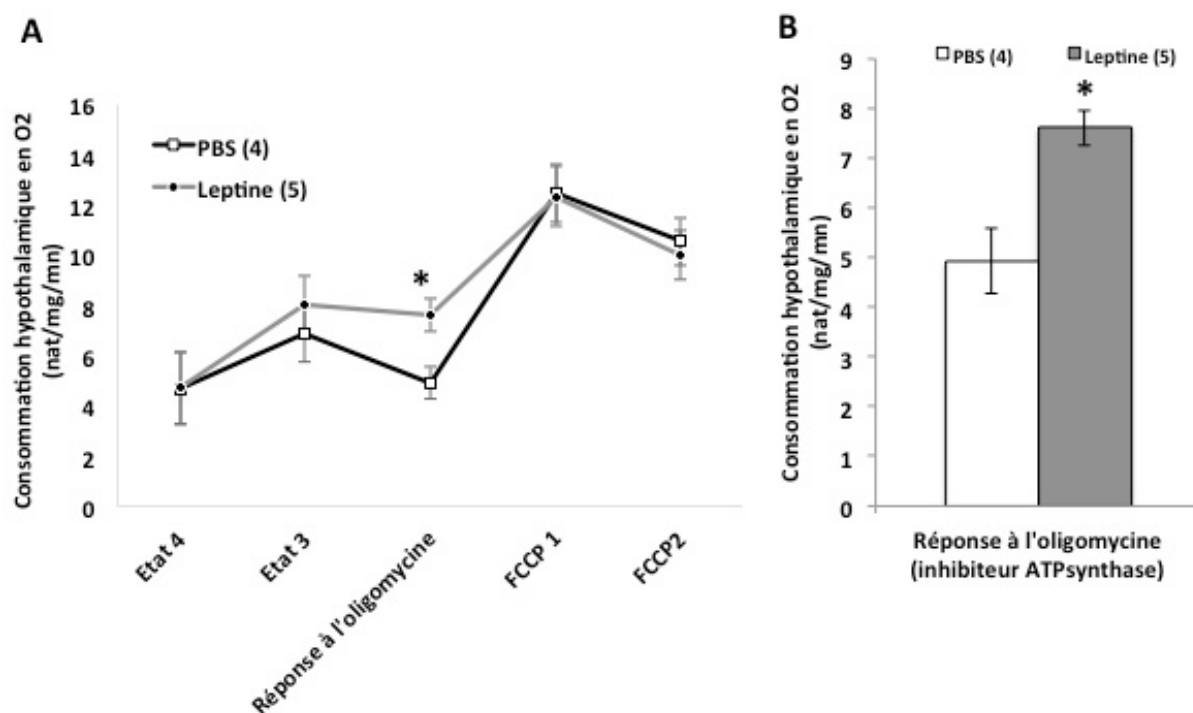 A
Consommation hypothalamique en O2
(nat/mg/mn)
16
14
12
10
8
6
4
2
0
PBS (4)
Leptine (5)
*
Etat 4
Etat 3
Réponse à l'oligomycine
FCCP 1
FCCP2
B
Consommation hypothalamique en O2
(nat/mg/mn)
9
8
7
6
5
4
3
2
1
0
PBS (4) Leptine (5)
*
Réponse à l'oligomycine
(inhibiteur ATPsynthase)